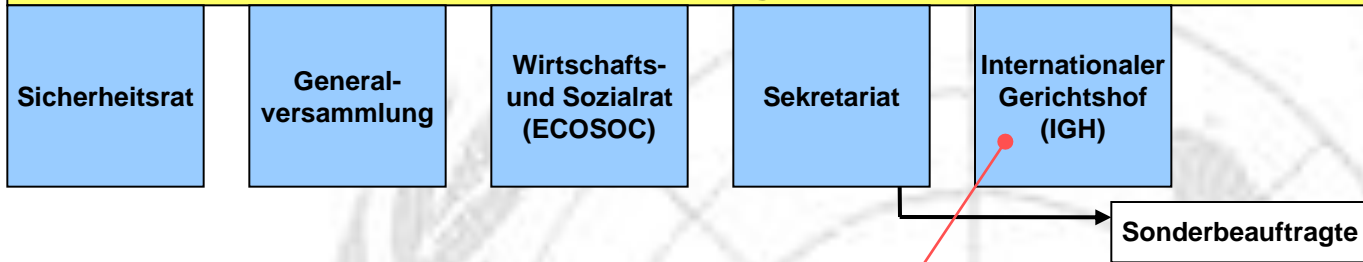 Sicherheitsrat
General-
versammlung
Wirtschafts-
und Sozialrat
(ECOSOC)
Sekretariat
Internationaler
Gerichtshof
(IGH)
Sonderbeauftragte